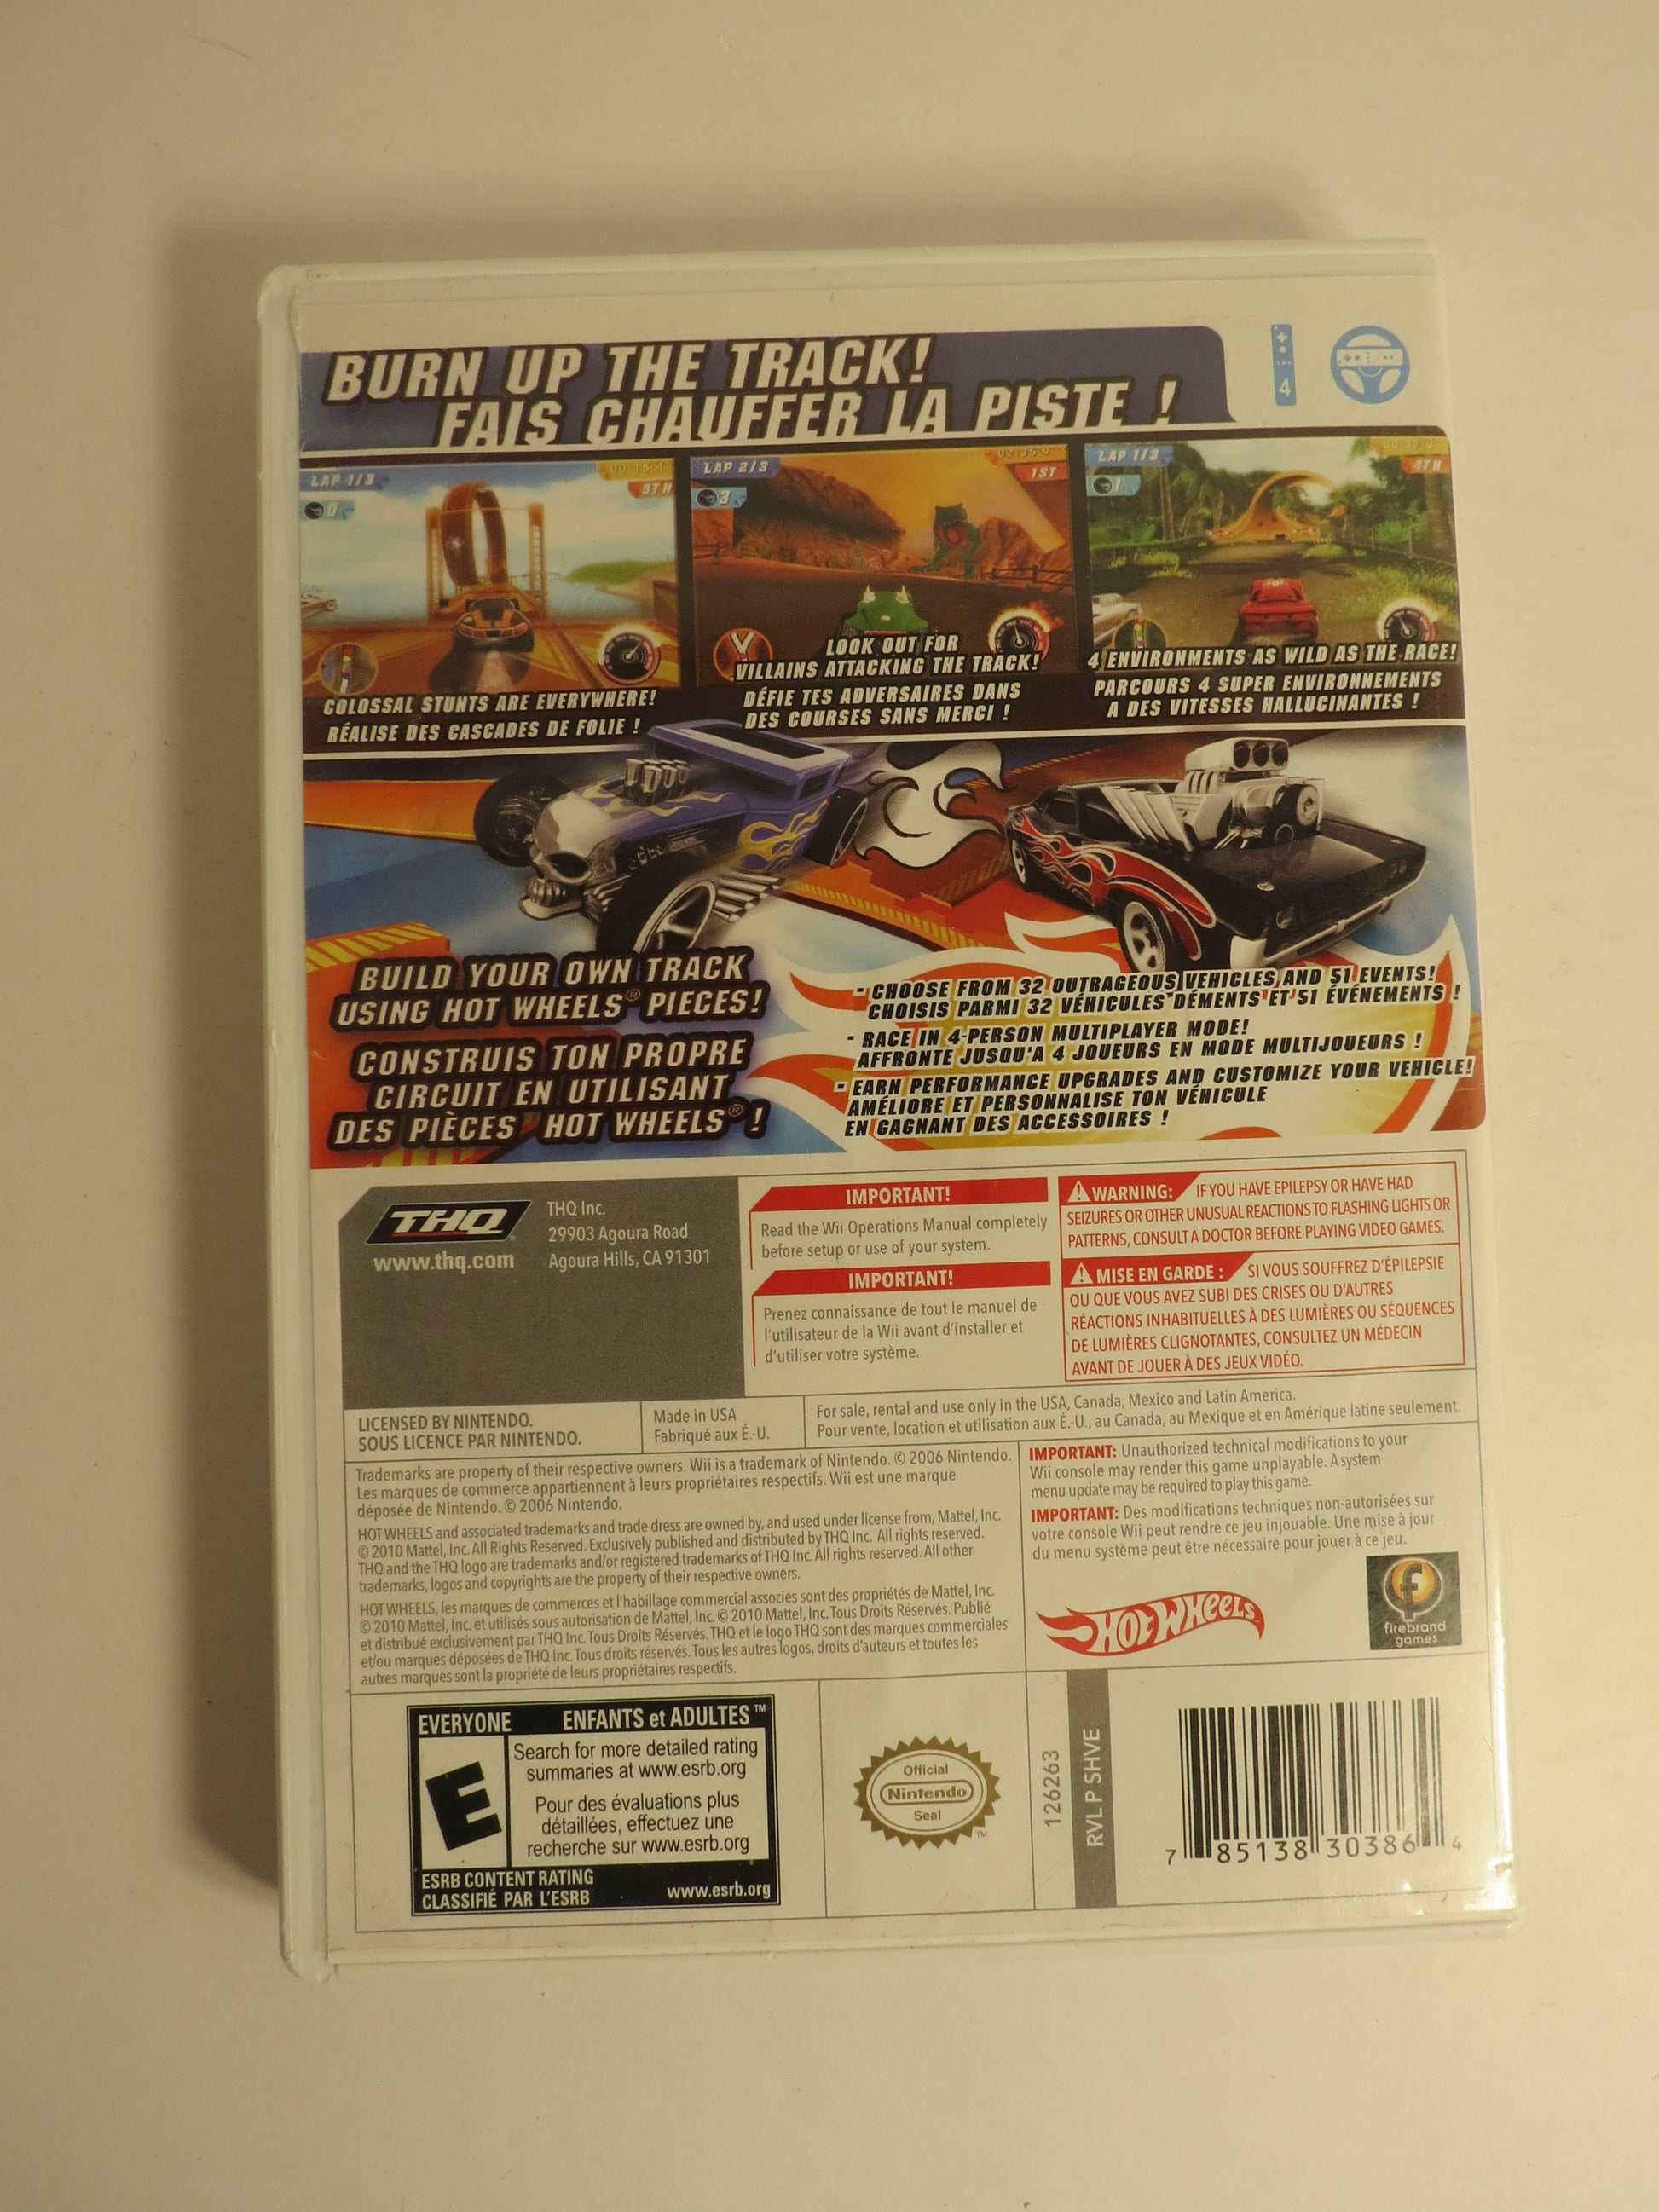 BURN UP THE TRACK!
FAIS CHAUFFER LA PISTE !
4
LAP 1/3
0
00:15.4
5TH
LAP 2/3
3
02:35.9
1ST
LAP 1/3
1
4TH
COLOSSAL STUNTS ARE EVERYWHERE!
RÉALISE DES CASCADES DE FOLIE !
LOOK OUT FOR
VILLAINS ATTACKING THE TRACK!
DÉFIE TES ADVERSAIRES DANS
DES COURSES SANS MERCI !
4 ENVIRONMENTS AS WILD AS THE RACE!
PARCOURS 4 SUPER ENVIRONNEMENTS
A DES VITESSES HALLUCINANTES !
BUILD YOUR OWN TRACK
USING HOT WHEELS® PIECES!
CONSTRUIS TON PROPRE
CIRCUIT EN UTILISANT
DES PIÈCES HOT WHEELS® !
- CHOOSE FROM 32 OUTRAGEOUS VEHICLES AND 51 EVENTS!
CHOISIS PARMI 32 VÉHICULES DÉMENTS ET 51 ÉVÉNEMENTS !
- RACE IN 4-PERSON MULTIPLAYER MODE!
AFFRONTE JUSQU'A 4 JOUEURS EN MODE MULTIJOUEURS !
- EARN PERFORMANCE UPGRADES AND CUSTOMIZE YOUR VEHICLE!
AMÉLIORE ET PERSONNALISE TON VÉHICULE
EN GAGNANT DES ACCESSOIRES !
THQ
www.thq.com
THQ Inc.
29903 Agoura Road
Agoura Hills, CA 91301
IMPORTANT!
Read the Wii Operations Manual completely
before setup or use of your system.
IMPORTANT!
Prenez connaissance de tout le manuel de
l'utilisateur de la Wii avant d'installer et
d'utiliser votre système.
WARNING: IF YOU HAVE EPILEPSY OR HAVE HAD
SEIZURES OR OTHER UNUSUAL REACTIONS TO FLASHING LIGHTS OR
PATTERNS, CONSULT A DOCTOR BEFORE PLAYING VIDEO GAMES.
MISE EN GARDE : SI VOUS SOUFFREZ D'ÉPILEPSIE
OU QUE VOUS AVEZ SUBI DES CRISES OU D'AUTRES
RÉACTIONS INHABITUELLES À DES LUMIÈRES OU SÉQUENCES
DE LUMIÈRES CLIGNOTANTES, CONSULTEZ UN MÉDECIN
AVANT DE JOUER À DES JEUX VIDÉO.
LICENSED BY NINTENDO.
SOUS LICENCE PAR NINTENDO.
Made in USA
Fabriqué aux É.-U.
For sale, rental and use only in the USA, Canada, Mexico and Latin America.
Pour vente, location et utilisation aux É.-U., au Canada, au Mexique et en Amérique latine seulement.
Trademarks are property of their respective owners. Wii is a trademark of Nintendo. © 2006 Nintendo.
Les marques de commerce appartiennent à leurs propriétaires respectifs. Wii est une marque
déposée de Nintendo. © 2006 Nintendo.
HOT WHEELS and associated trademarks and trade dress are owned by, and used under license from, Mattel, Inc.
© 2010 Mattel, Inc. All Rights Reserved. Exclusively published and distributed by THQ Inc. All rights reserved.
THQ and the THQ logo are trademarks and/or registered trademarks of THQ Inc. All rights reserved. All other
trademarks, logos and copyrights are the property of their respective owners.
HOT WHEELS, les marques de commerces et l'habillage commercial associés sont des propriétés de Mattel, Inc.
© 2010 Mattel, Inc. et utilisés sous autorisation de Mattel, Inc. © 2010 Mattel, Inc. Tous Droits Réservés. Publié
et distribué exclusivement par THQ Inc. Tous Droits Réservés. THQ et le logo THQ sont des marques commerciales
et/ou marques déposées de THQ Inc. Tous droits réservés. Tous les autres logos, droits d'auteurs et toutes les
autres marques sont la propriété de leurs propriétaires respectifs.
IMPORTANT: Unauthorized technical modifications to your
Wii console may render this game unplayable. A system
menu update may be required to play this game.
IMPORTANT: Des modifications techniques non-autorisées sur
votre console Wii peut rendre ce jeu injouable. Une mise à jour
du menu système peut être nécessaire pour jouer à ce jeu.
HOT WHEELS
f
firebrand
games
EVERYONE ENFANTS et ADULTES™
E
Search for more detailed rating
summaries at www.esrb.org
Pour des évaluations plus
détaillées, effectuez une
recherche sur www.esrb.org
ESRB CONTENT RATING
CLASSIFIÉ PAR L'ESRB
www.esrb.org
Official
Nintendo
Seal
™
126263
RVL P SHVE
7 85138 30386 4